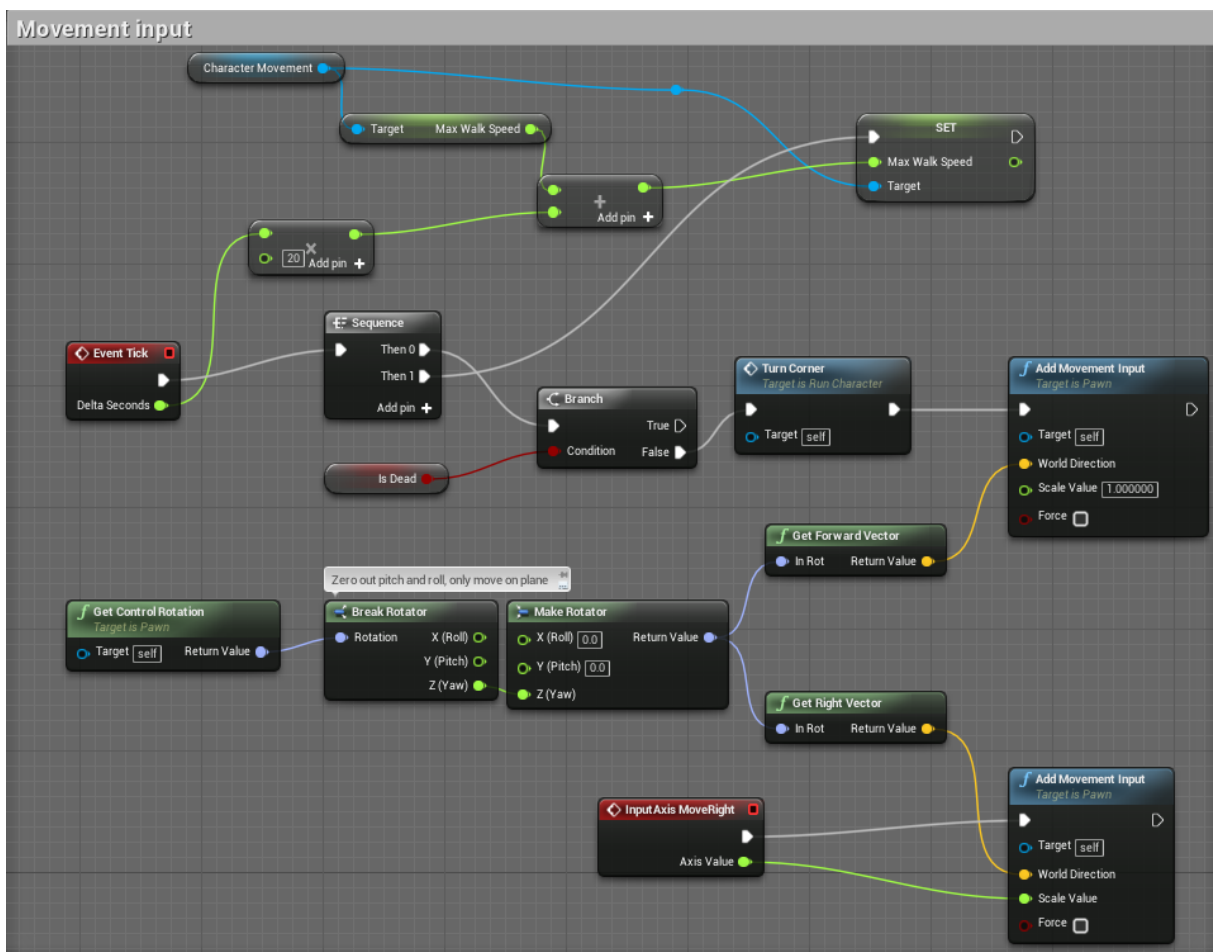 Movement input
Character Movement
Target Max Walk Speed
SET
Max Walk Speed
Target
+
Add pin +
×
20 Add pin +
Sequence
Then 0
Then 1
Add pin +
Event Tick
Delta Seconds
Branch
True
Condition False
Is Dead
Turn Corner
Target is Run Character
Target self
Add Movement Input
Target is Pawn
Target self
World Direction
Scale Value 1.000000
Force
Get Forward Vector
In Rot Return Value
Zero out pitch and roll, only move on plane
Get Control Rotation
Target is Pawn
Target self Return Value
Break Rotator
Rotation X (Roll)
Y (Pitch)
Z (Yaw)
Make Rotator
X (Roll) 0.0 Return Value
Y (Pitch) 0.0
Z (Yaw)
Get Right Vector
In Rot Return Value
InputAxis MoveRight
Axis Value
Add Movement Input
Target is Pawn
Target self
World Direction
Scale Value
Force